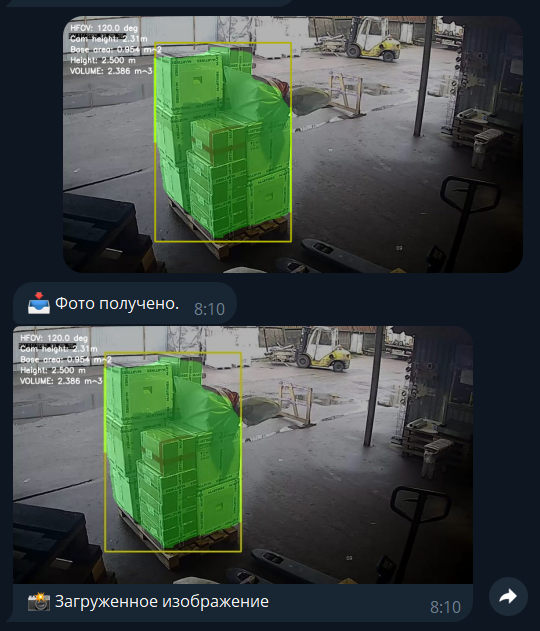 HFOV: 120.0 deg
Cam height: 2.31m
Base area: 0.954 m^2
Height: 2.500 m
VOLUME: 2.386 m^3
Фото получено. 8:10
HFOV: 120.0 deg
Cam height: 2.31m
Base area: 0.954 m^2
Height: 2.500 m
VOLUME: 2.386 m^3
Загруженное изображение
8:10